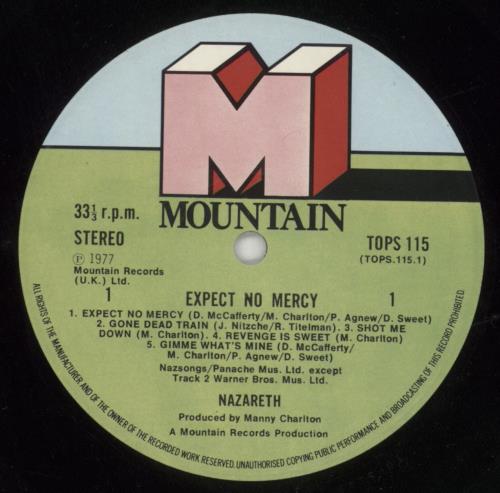 M
MOUNTAIN
33⅓ r.p.m.
STEREO
Ⓟ 1977
Mountain Records
(U.K.) Ltd.
TOPS 115
(TOPS.115.1)
1 EXPECT NO MERCY 1
1. EXPECT NO MERCY (D. McCafferty/M. Charlton/P. Agnew/D. Sweet)
2. GONE DEAD TRAIN (J. Nitzche/R. Titelman). 3. SHOT ME
DOWN (M. Charlton). 4. REVENGE IS SWEET (M. Charlton)
5. GIMME WHAT'S MINE (D. McCafferty/
M. Charlton/P. Agnew/D. Sweet)
Nazsongs/Panache Mus. Ltd. except
Track 2 Warner Bros. Mus. Ltd.
NAZARETH
Produced by Manny Charlton
A Mountain Records Production
ALL RIGHTS OF THE MANUFACTURER AND OF THE OWNER OF THE RECORDED WORK RESERVED. UNAUTHORISED COPYING PUBLIC PERFORMANCE AND BROADCASTING OF THIS RECORD PROHIBITED.